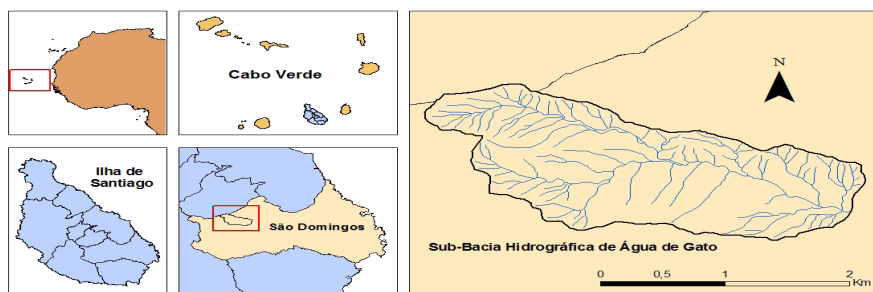 Cabo Verde
Ilha de
Santiago
São Domingos
N
Sub-Bacia Hidrográfica de Água de Gato
0 0,5 1 2
Km